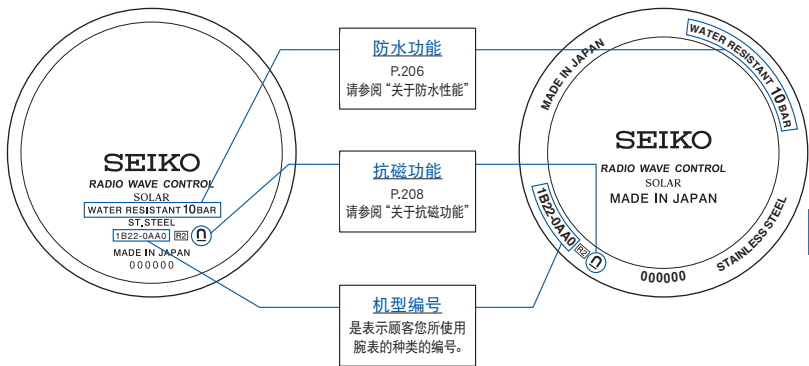 SEIKO
RADIO WAVE CONTROL
SOLAR
WATER RESISTANT 10 BAR
ST.STEEL
1B22-0AA0 R2
MADE IN JAPAN
000000
防水功能
P.206
请参阅“关于防水性能”
抗磁功能
P.208
请参阅“关于抗磁功能”
机型编号
是表示顾客您所使用
腕表的种类的编号。
MADE IN JAPAN
WATER RESISTANT 10 BAR
SEIKO
RADIO WAVE CONTROL
SOLAR
MADE IN JAPAN
1B22-0AA0 R2
000000
STAINLESS STEEL